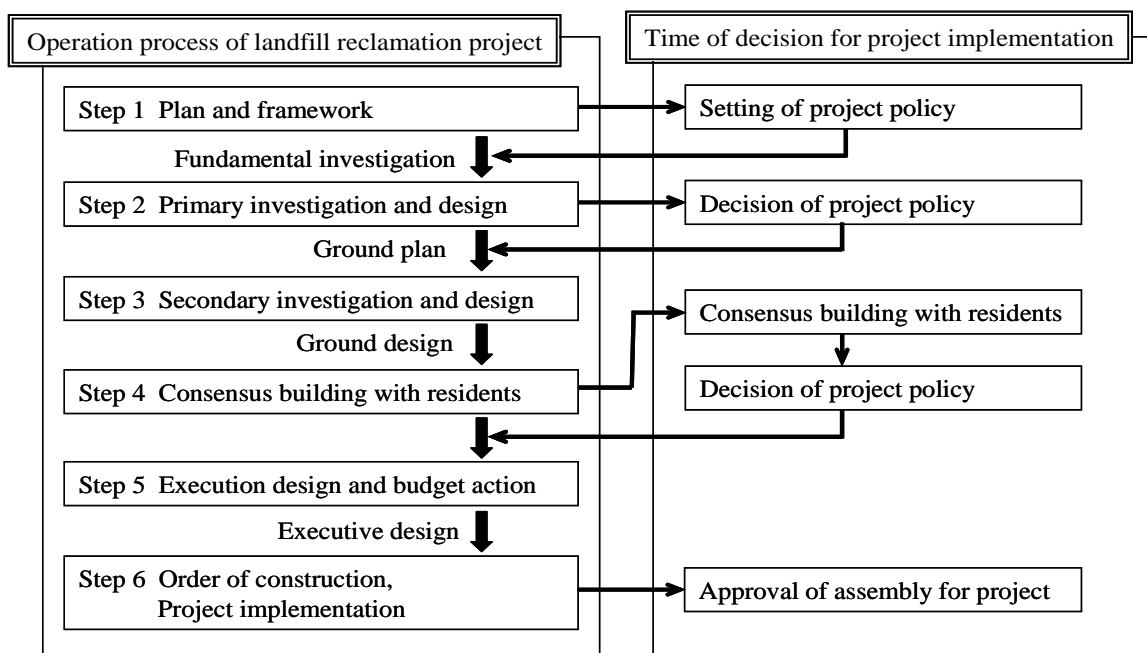 Operation process of landfill reclamation project
Time of decision for project implementation
Step 1 Plan and framework
Setting of project policy
Fundamental investigation
Step 2 Primary investigation and design
Decision of project policy
Ground plan
Step 3 Secondary investigation and design
Consensus building with residents
Ground design
Step 4 Consensus building with residents
Decision of project policy
Step 5 Execution design and budget action
Executive design
Step 6 Order of construction,
Project implementation
Approval of assembly for project